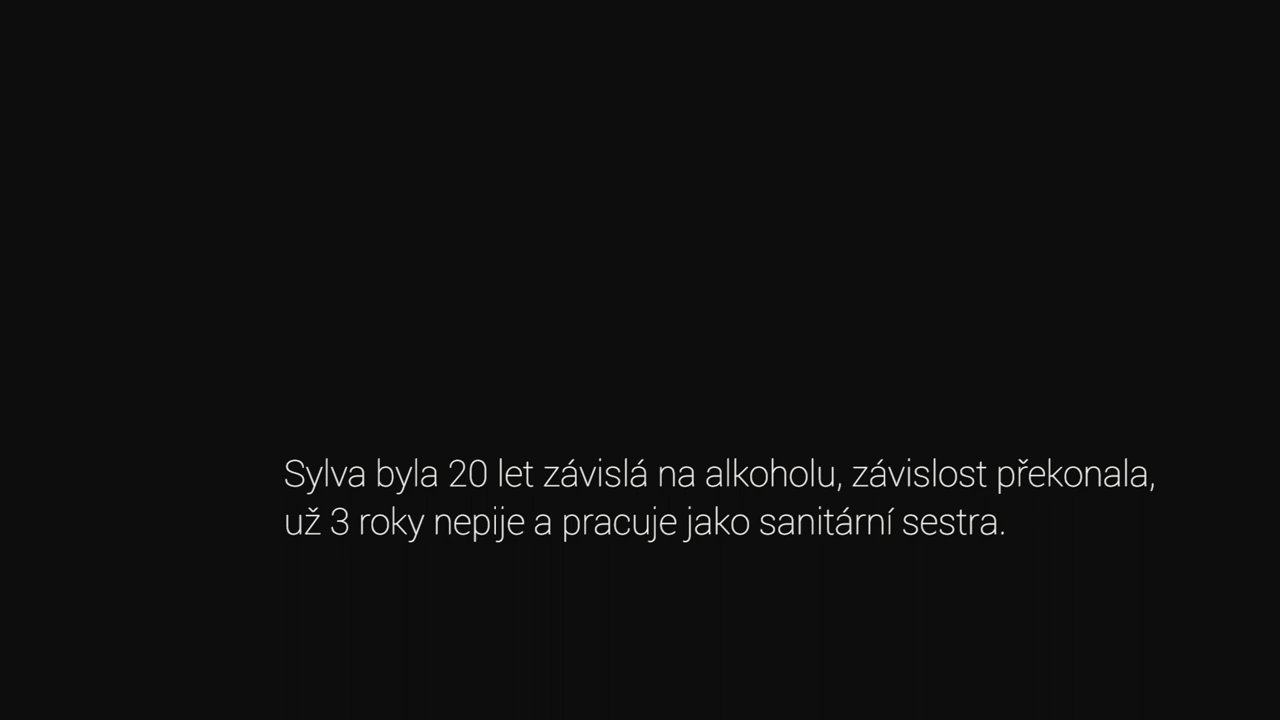 Sylva byla 20 let závislá na alkoholu, závislost překonala,
už 3 roky nepije a pracuje jako sanitární sestra.